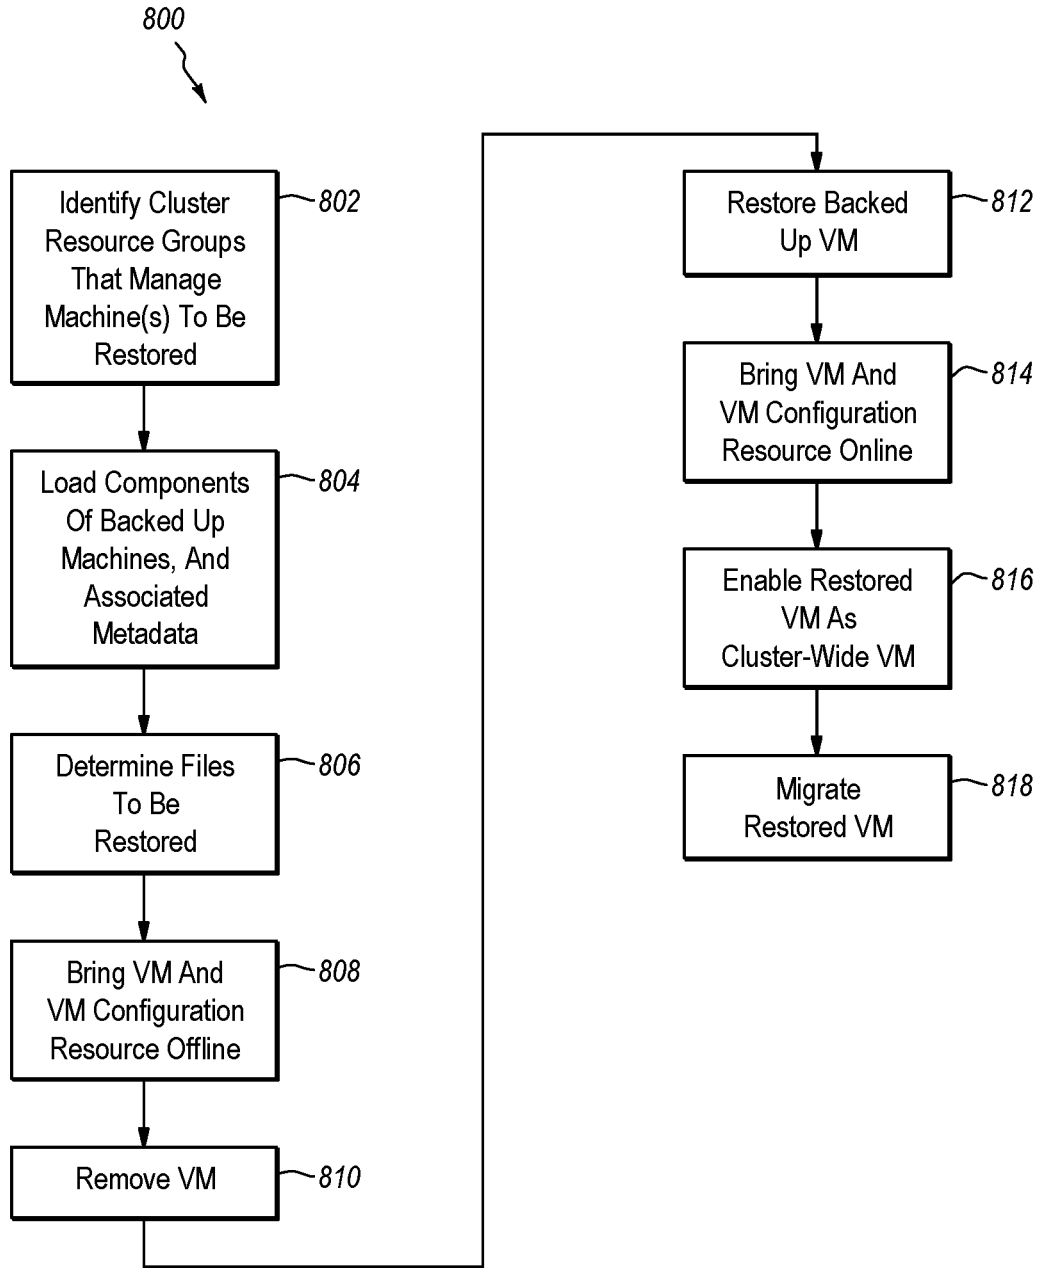 800
Identify Cluster
Resource Groups
That Manage
Machine(s) To Be
Restored
802
Load Components
Of Backed Up
Machines, And
Associated
Metadata
804
Determine Files
To Be
Restored
806
Bring VM And
VM Configuration
Resource Offline
808
Remove VM
810
Restore Backed
Up VM
812
Bring VM And
VM Configuration
Resource Online
814
Enable Restored
VM As
Cluster-Wide VM
816
Migrate
Restored VM
818